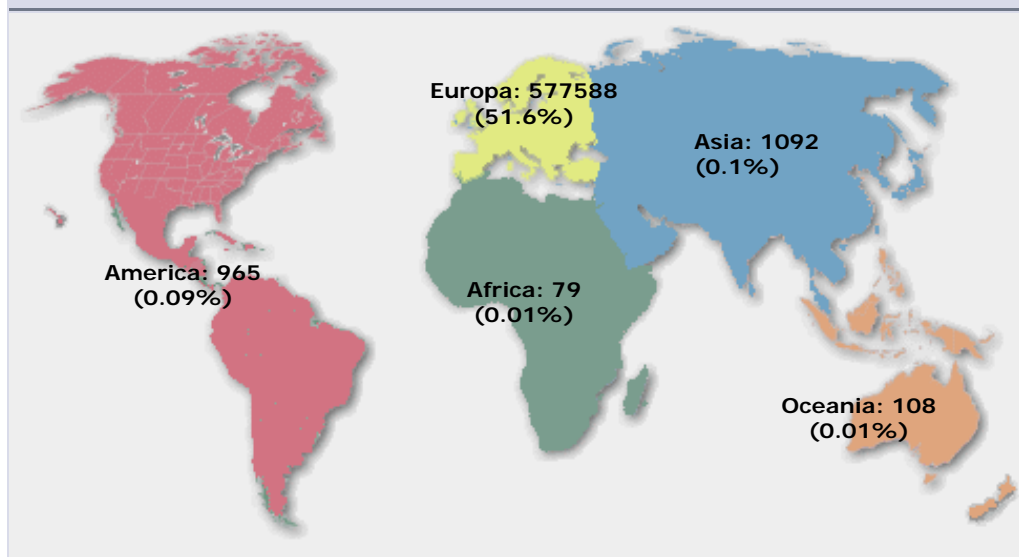 Europa: 577588
(51.6%)
Asia: 1092
(0.1%)
America: 965
(0.09%)
Africa: 79
(0.01%)
Oceania: 108
(0.01%)